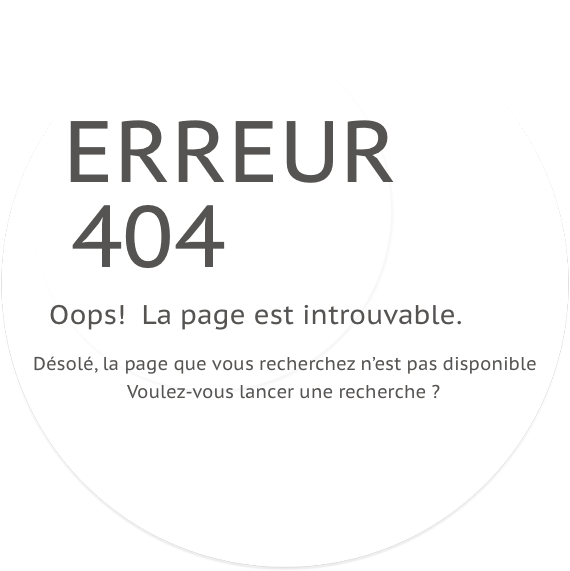 ERREUR
404
Oops! La page est introuvable.
Désolé, la page que vous recherchez n’est pas disponible
Voulez-vous lancer une recherche ?